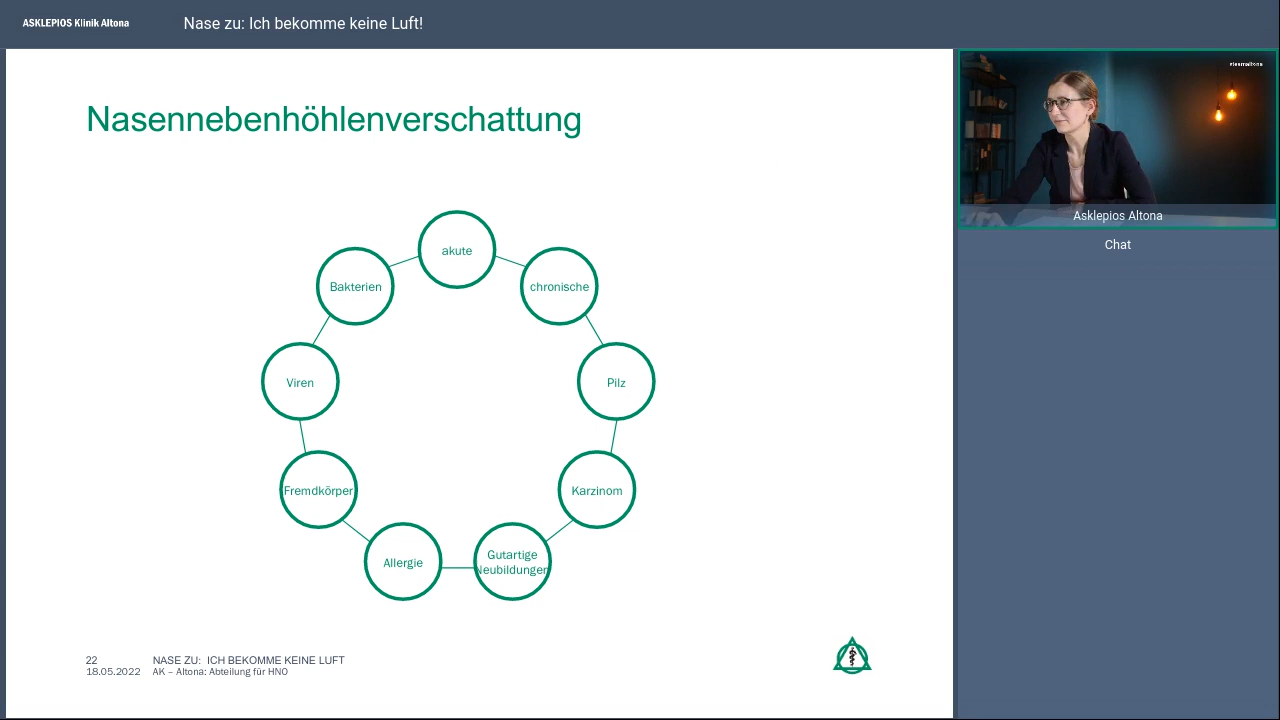 ASKLEPIOS Klinik Altona
Nase zu: Ich bekomme keine Luft!
#teamaltona
Nasennebenhöhlenverschattung
akute
Bakterien
chronische
Viren
Pilz
Fremdkörper
Karzinom
Allergie
Gutartige
Neubildungen
Asklepios Altona
Chat
22 NASE ZU: ICH BEKOMME KEINE LUFT
18.05.2022 AK – Altona: Abteilung für HNO